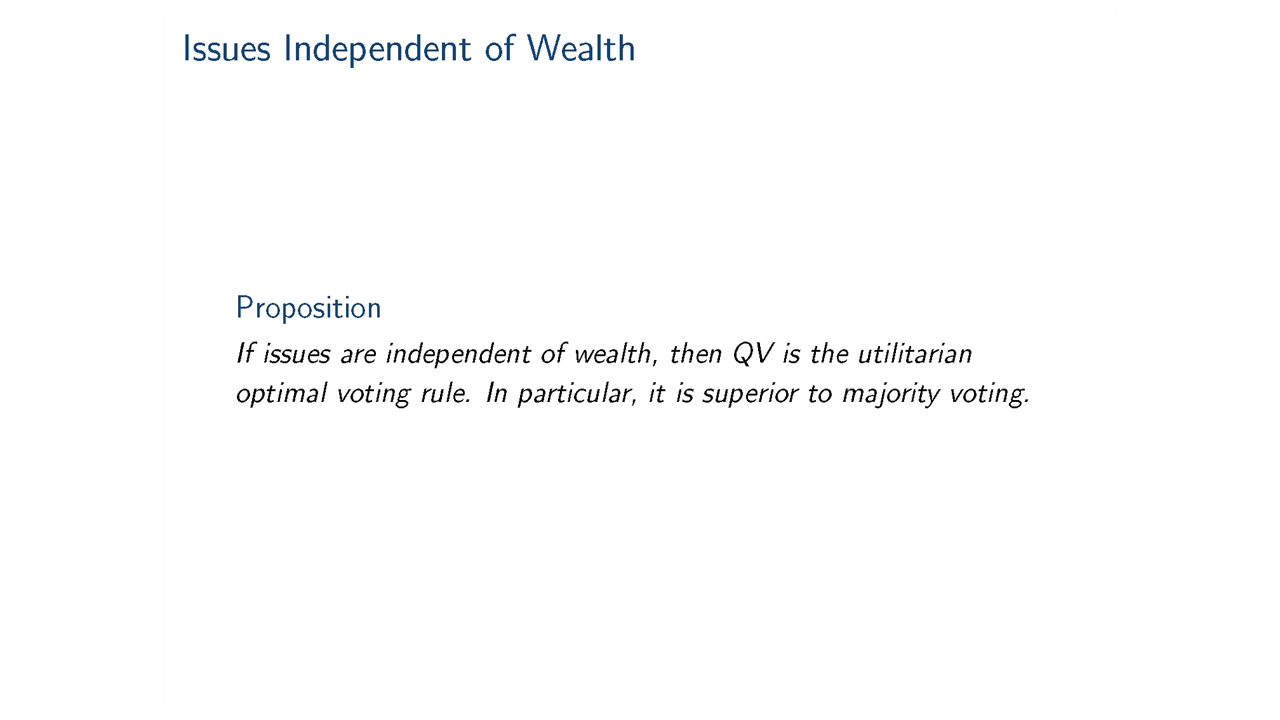 Issues Independent of Wealth
Proposition
If issues are independent of wealth, then QV is the utilitarian
optimal voting rule. In particular, it is superior to majority voting.